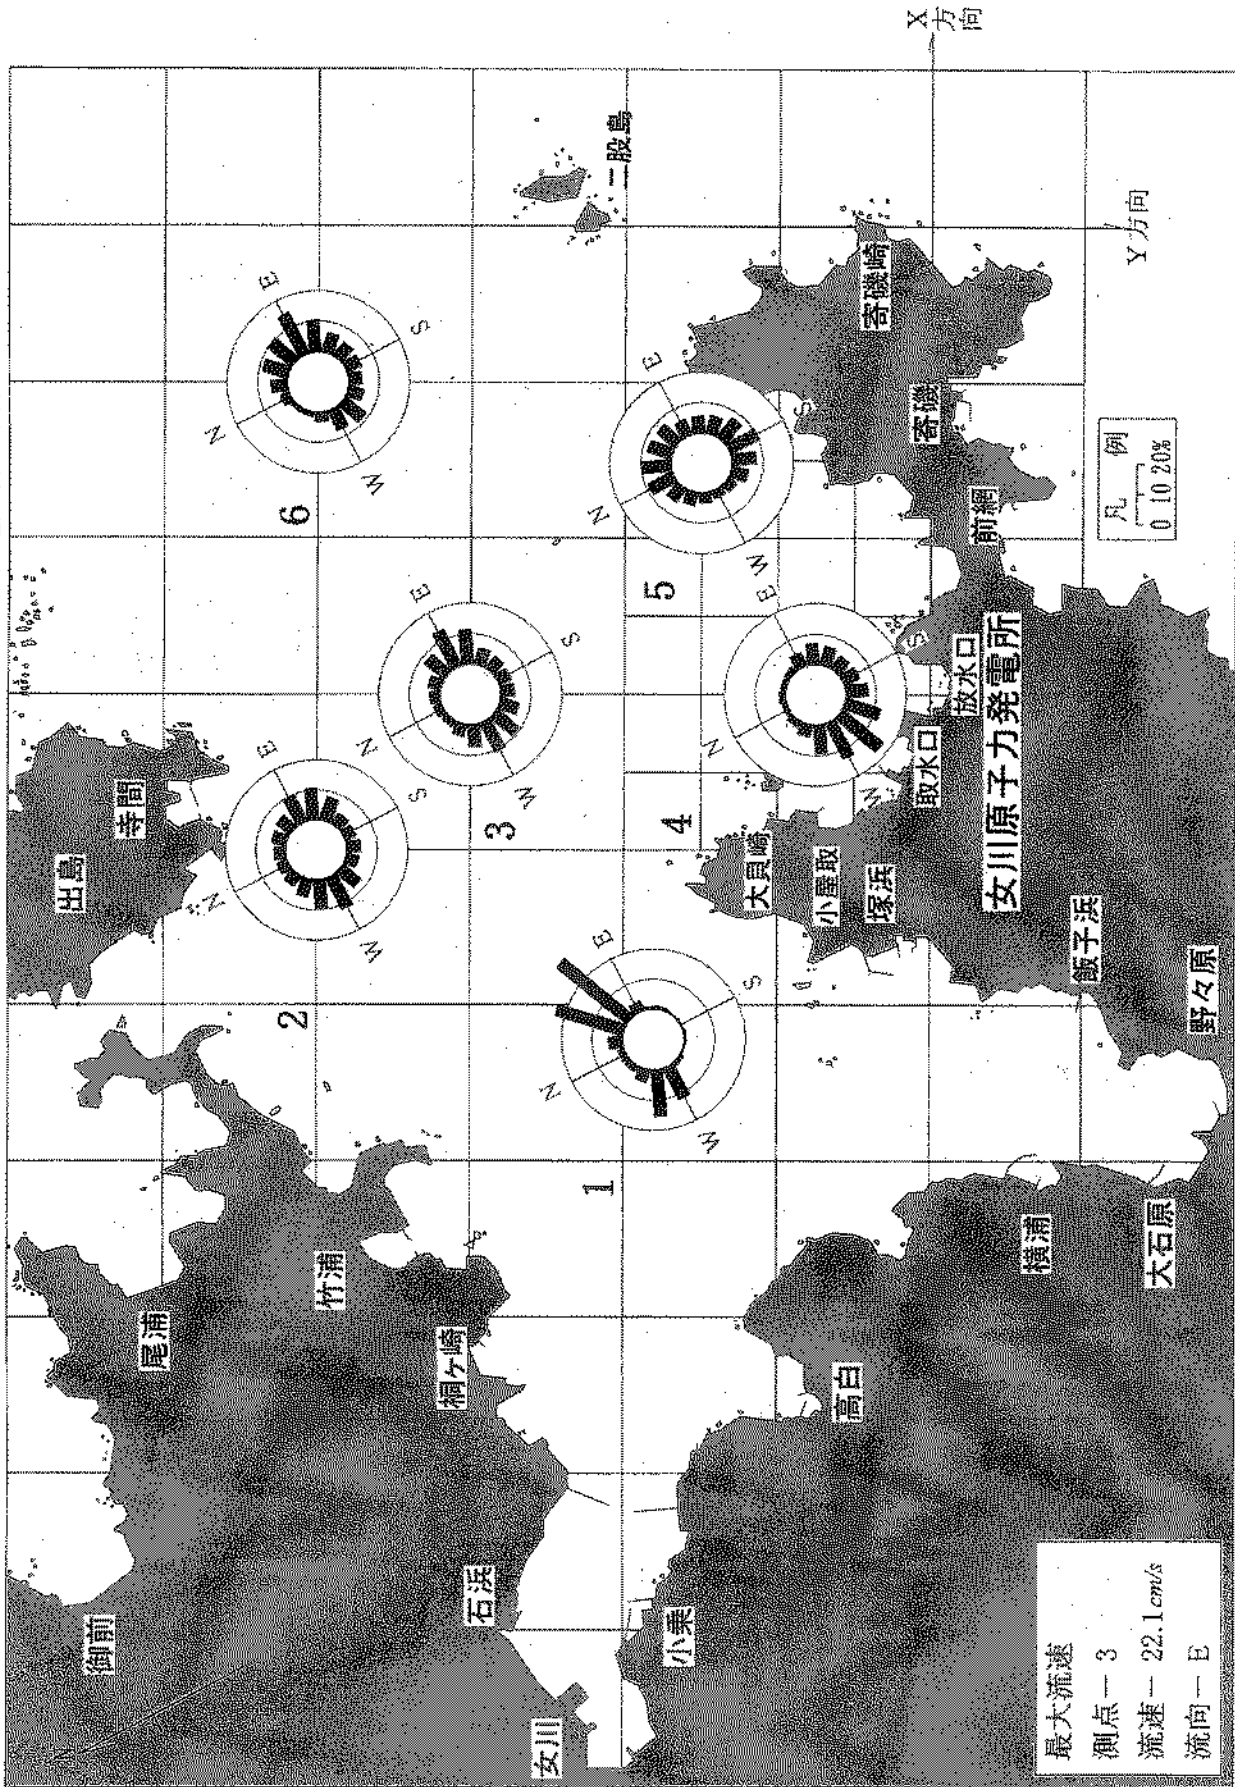 X方向
Y方向
二股島
寄磯崎
寄磯
前網
凡 例
0 10 20%
女川原子力発電所
放水口
取水口
大貝崎
小屋取
塚浜
飯子浜
野々原
出島
寺間
竹浦
尾浦
桐ケ崎
石浜
御前
女川
小乗
高白
横浦
大石原
1
N
E
S
W
2
N
E
S
W
3
N
E
S
W
4
N
E
S
W
5
N
E
S
W
6
N
E
S
W
最大流速
測点－3
流速－22.1cm/s
流向－E